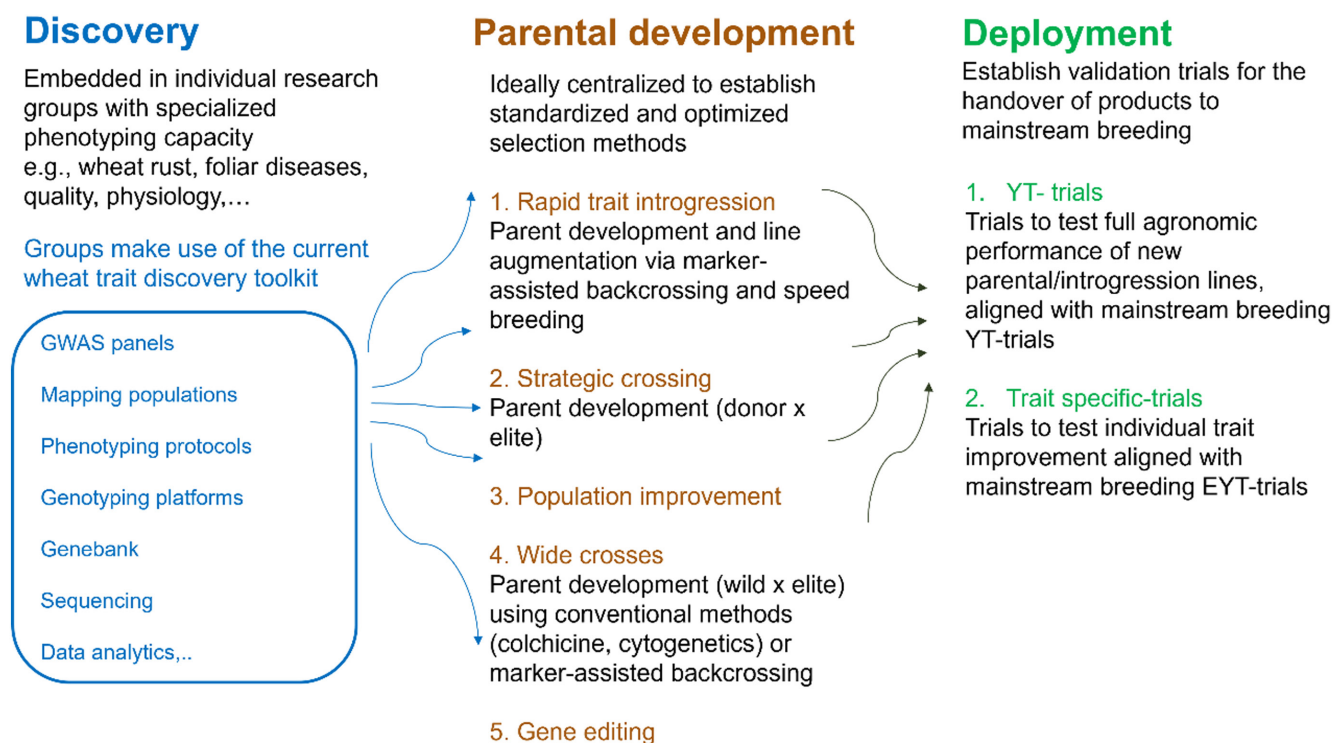 Discovery
Embedded in individual research
groups with specialized
phenotyping capacity
e.g., wheat rust, foliar diseases,
quality, physiology,…
Groups make use of the current
wheat trait discovery toolkit
GWAS panels
Mapping populations
Phenotyping protocols
Genotyping platforms
Genebank
Sequencing
Data analytics,..
Parental development
Ideally centralized to establish
standardized and optimized
selection methods
1. Rapid trait introgression
Parent development and line
augmentation via marker-
assisted backcrossing and speed
breeding
2. Strategic crossing
Parent development (donor x
elite)
3. Population improvement
4. Wide crosses
Parent development (wild x elite)
using conventional methods
(colchicine, cytogenetics) or
marker-assisted backcrossing
5. Gene editing
Deployment
Establish validation trials for the
handover of products to
mainstream breeding
1. YT- trials
Trials to test full agronomic
performance of new
parental/introgression lines,
aligned with mainstream breeding
YT-trials
2. Trait specific-trials
Trials to test individual trait
improvement aligned with
mainstream breeding EYT-trials